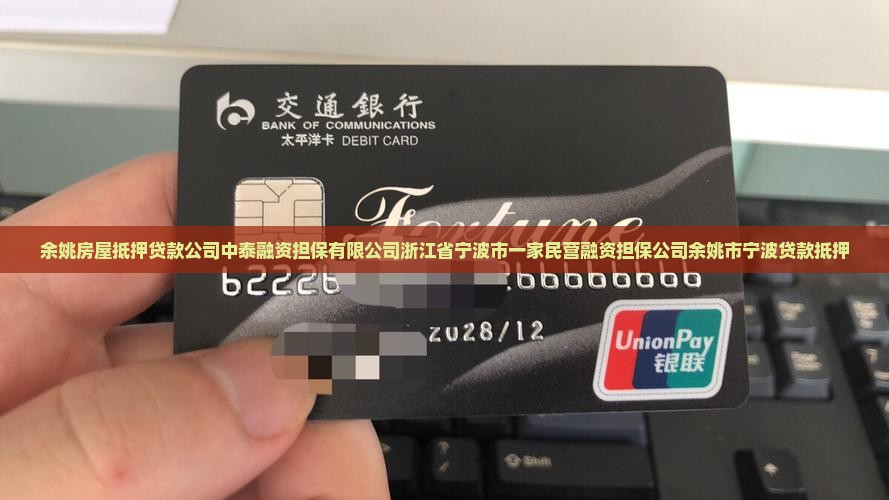 交通銀行
BANK OF COMMUNICATIONS
太平洋卡 DEBIT CARD
Fortune
余姚房屋抵押贷款公司中泰融资担保有限公司浙江省宁波市一家民营融资担保公司余姚市宁波贷款抵押
62226
2028/12
UnionPay
银联
Shift